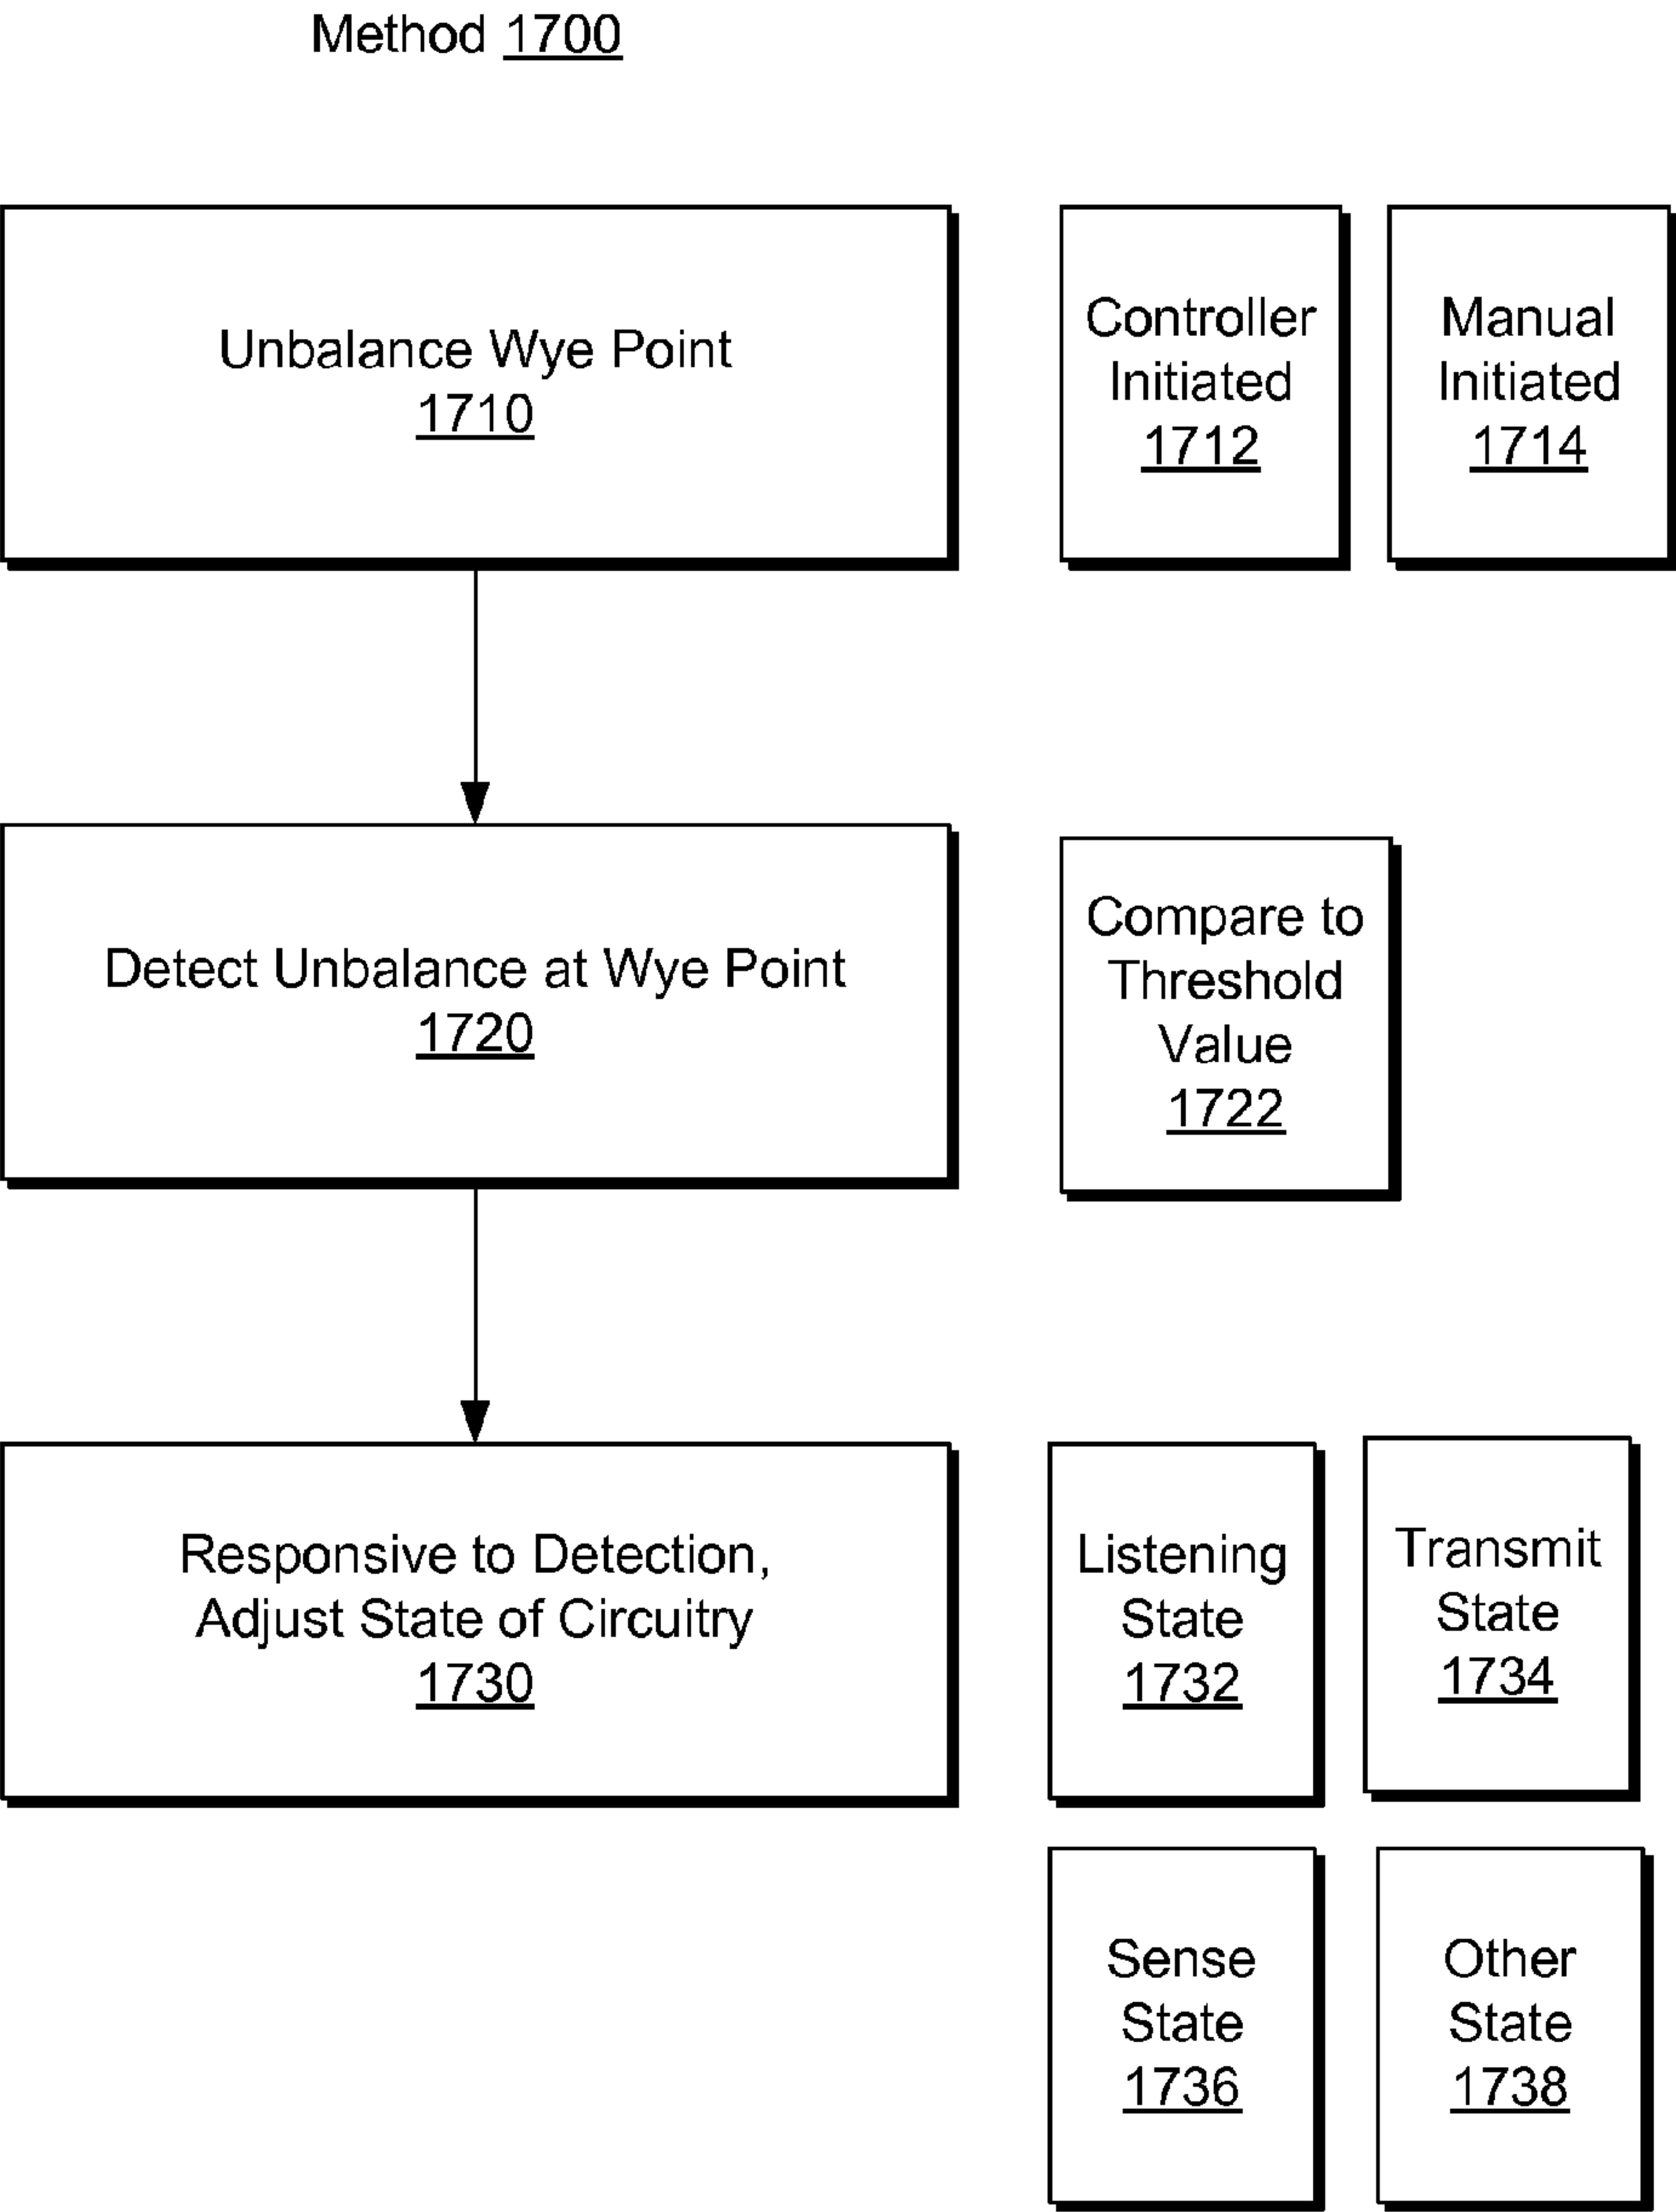 Method 1700
Unbalance Wye Point
1710
Controller
Initiated
1712
Manual
Initiated
1714
Detect Unbalance at Wye Point
1720
Compare to
Threshold
Value
1722
Responsive to Detection,
Adjust State of Circuitry
1730
Listening
State
1732
Transmit
State
1734
Sense
State
1736
Other
State
1738